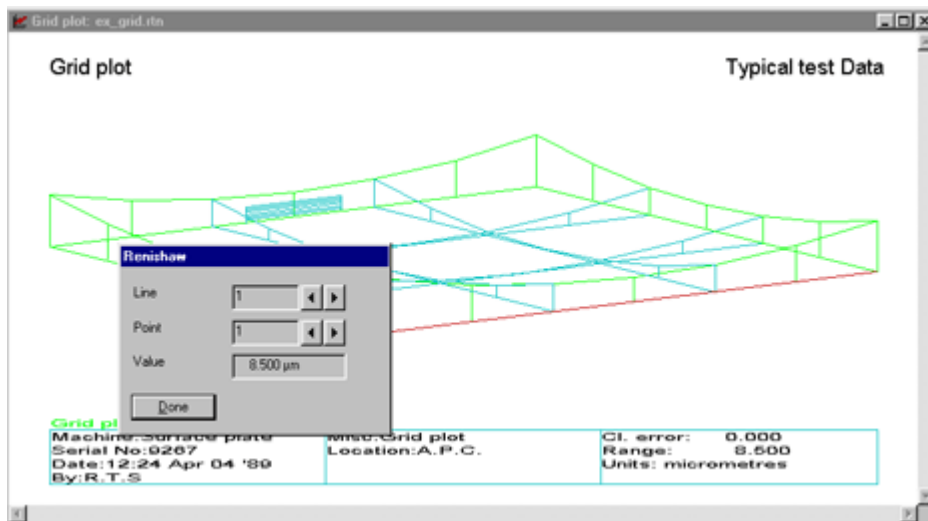 Grid plot: ex_grid.rtn
Grid plot
Typical test Data
Renishaw
Line
1
Point
1
Value
8.500 µm
Done
Grid pl
Machine:Surface plate
Serial No:9267
Date:12:24 Apr 04 '89
By:R.T.S
Misc:Grid plot
Location:A.P.C.
Cl. error: 0.000
Range: 8.500
Units: micrometres